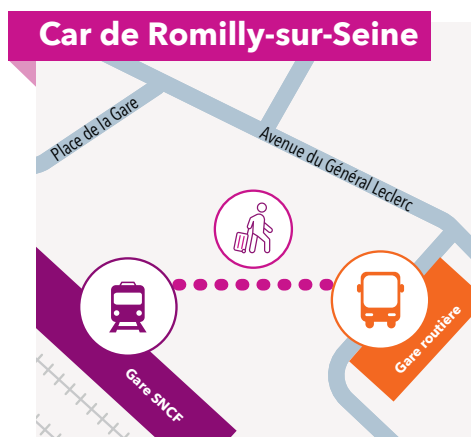 Car de Romilly-sur-Seine
Place de la Gare
Avenue du Général Leclerc
Gare routière
Gare SNCF